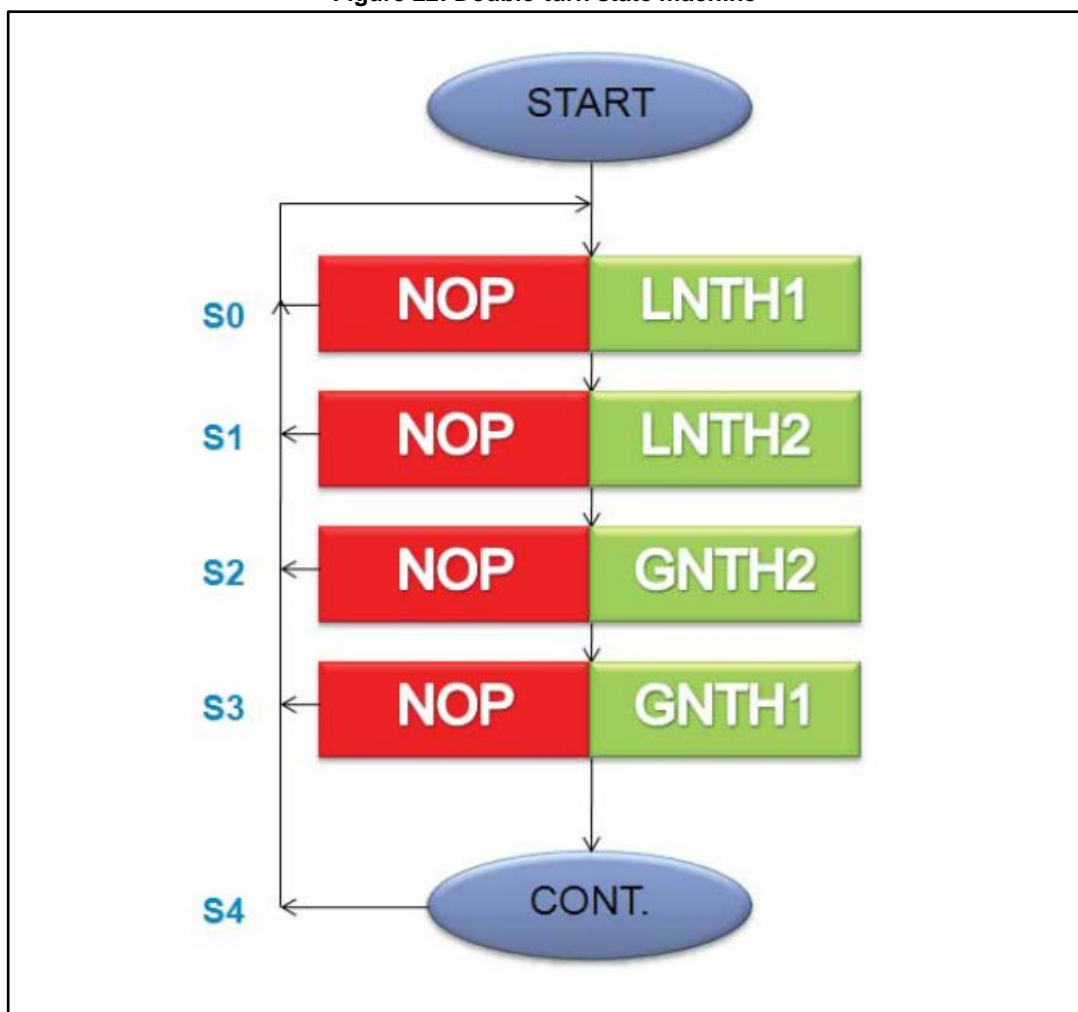 START
S0 NOP LNTH1
S1 NOP LNTH2
S2 NOP GNTH2
S3 NOP GNTH1
S4 CONT.